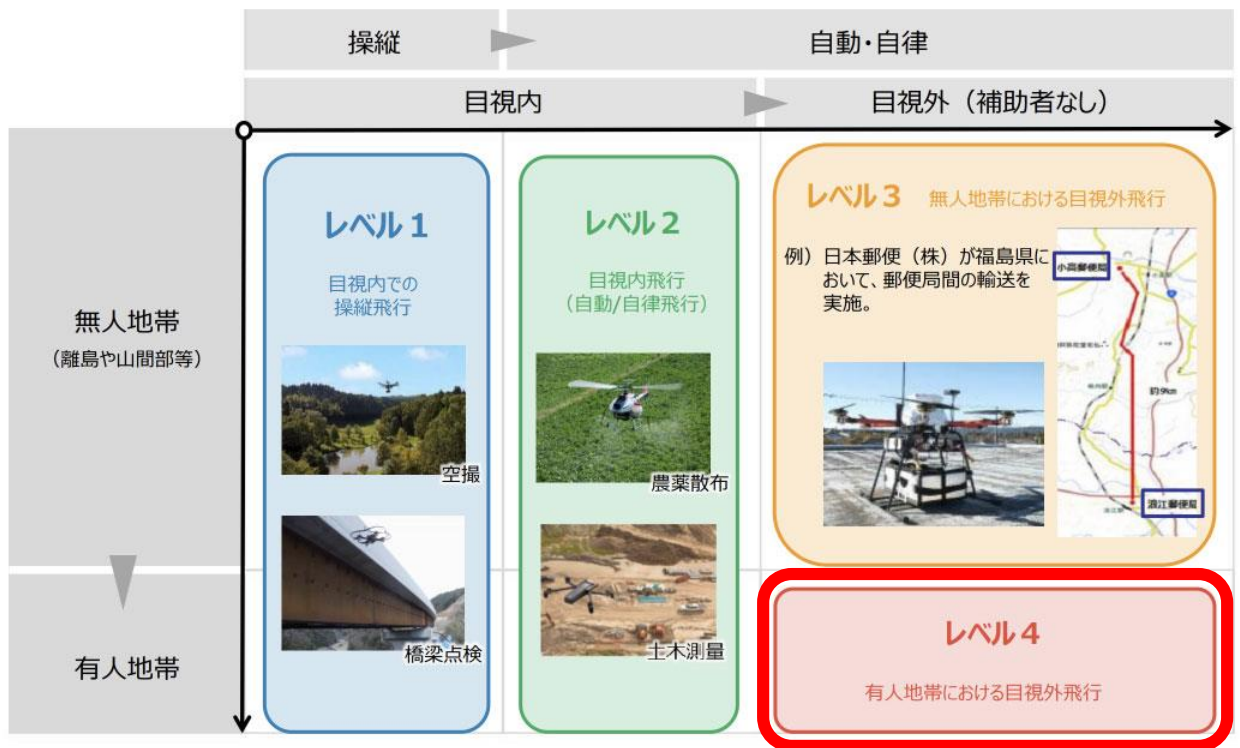 操縦
自動・自律
目視内
目視外（補助者なし）
無人地帯
（離島や山間部等）
有人地帯
レベル１
目視内での
操縦飛行
空撮
橋梁点検
レベル２
目視内飛行
（自動/自律飛行）
農薬散布
土木測量
レベル３ 無人地帯における目視外飛行
例）日本郵便（株）が福島県に
おいて、郵便局間の輸送を
実施。
小高郵便局
約9km
浪江郵便局
レベル４
有人地帯における目視外飛行